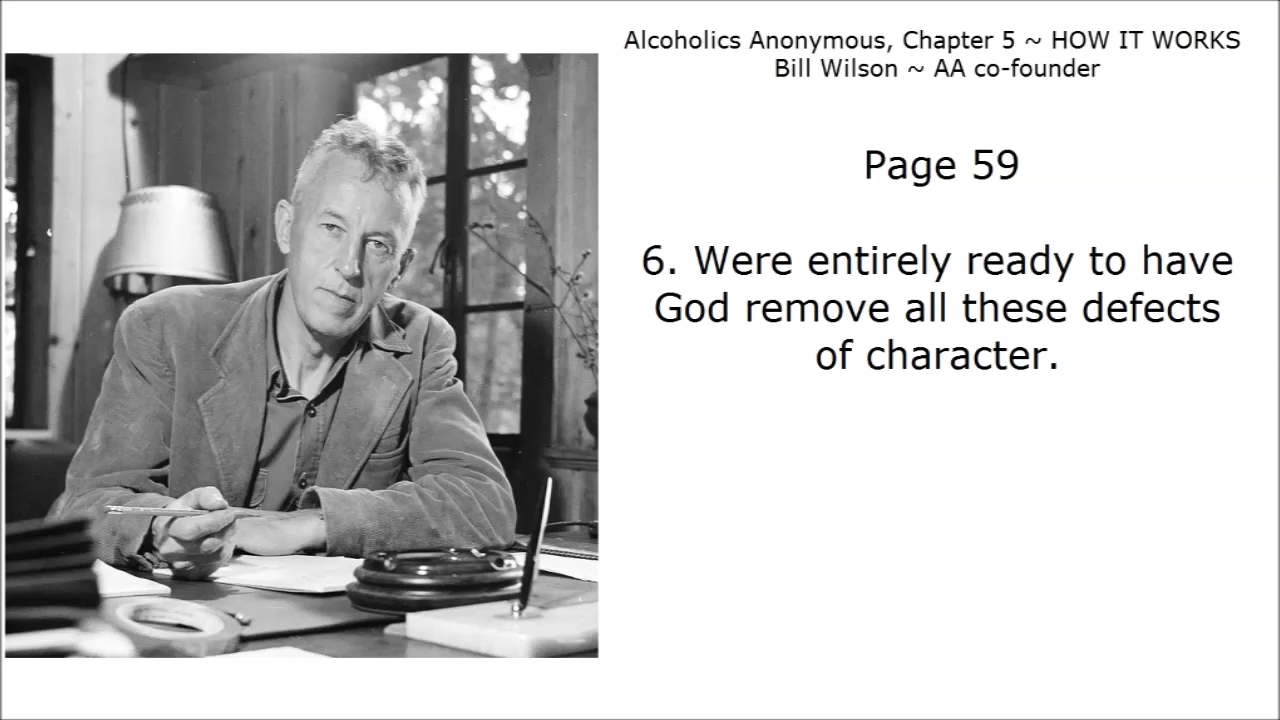 Alcoholics Anonymous, Chapter 5 ~ HOW IT WORKS
Bill Wilson ~ AA co-founder
Page 59
6. Were entirely ready to have
God remove all these defects
of character.